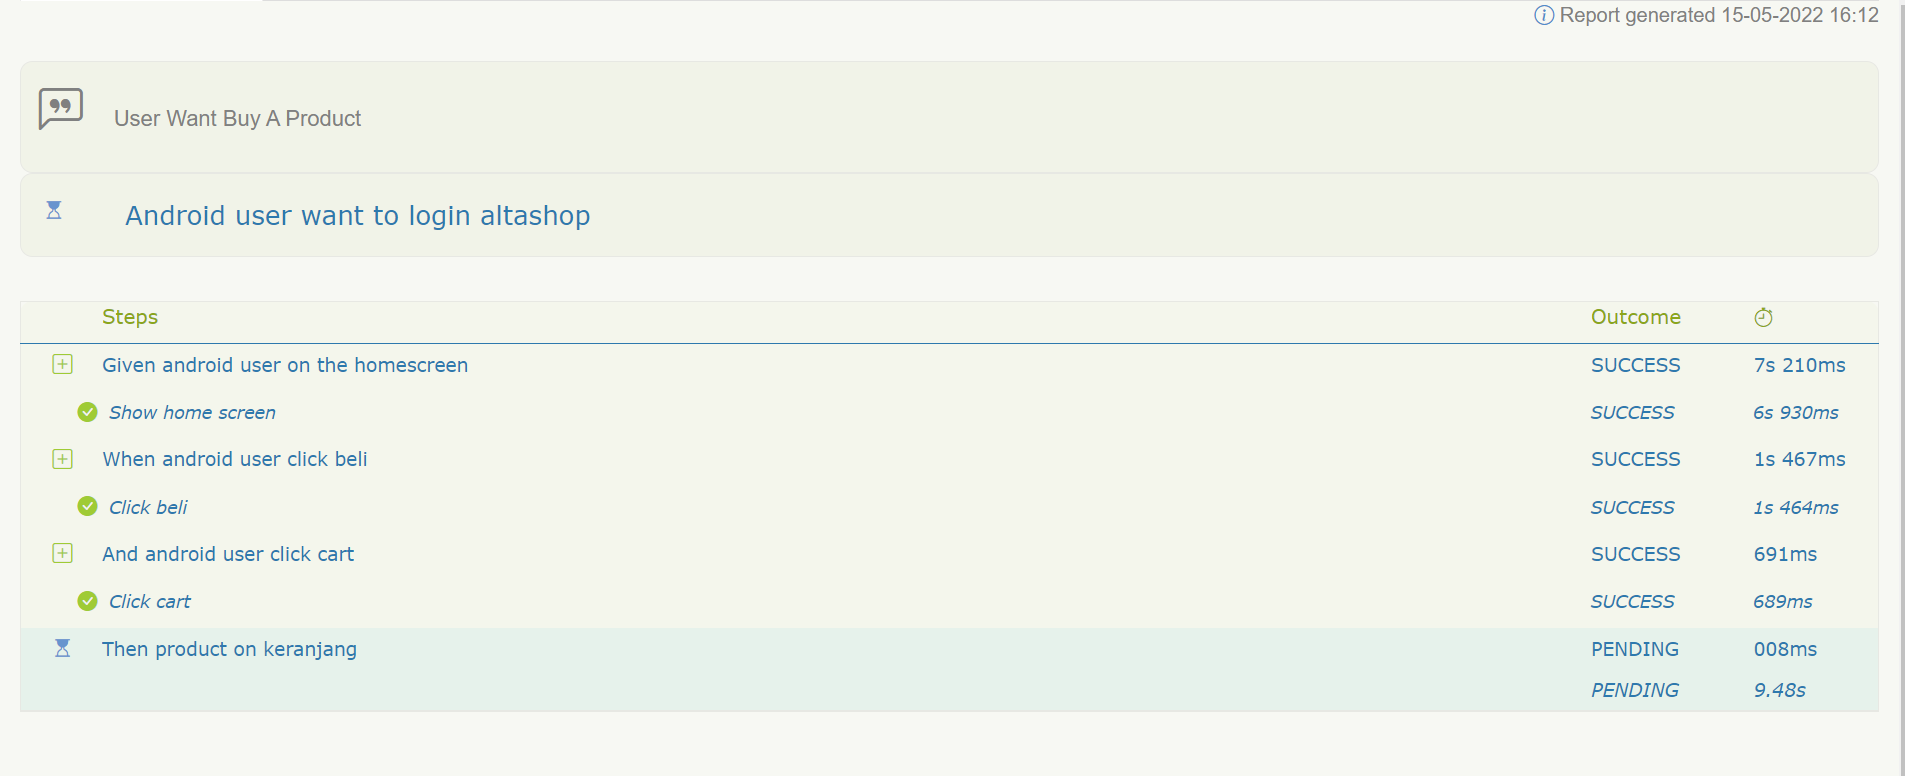 Report generated 15-05-2022 16:12
User Want Buy A Product
Android user want to login altashop
Steps Outcome
Given android user on the homescreen SUCCESS 7s 210ms
Show home screen SUCCESS 6s 930ms
When android user click beli SUCCESS 1s 467ms
Click beli SUCCESS 1s 464ms
And android user click cart SUCCESS 691ms
Click cart SUCCESS 689ms
Then product on keranjang PENDING 008ms
PENDING 9.48s